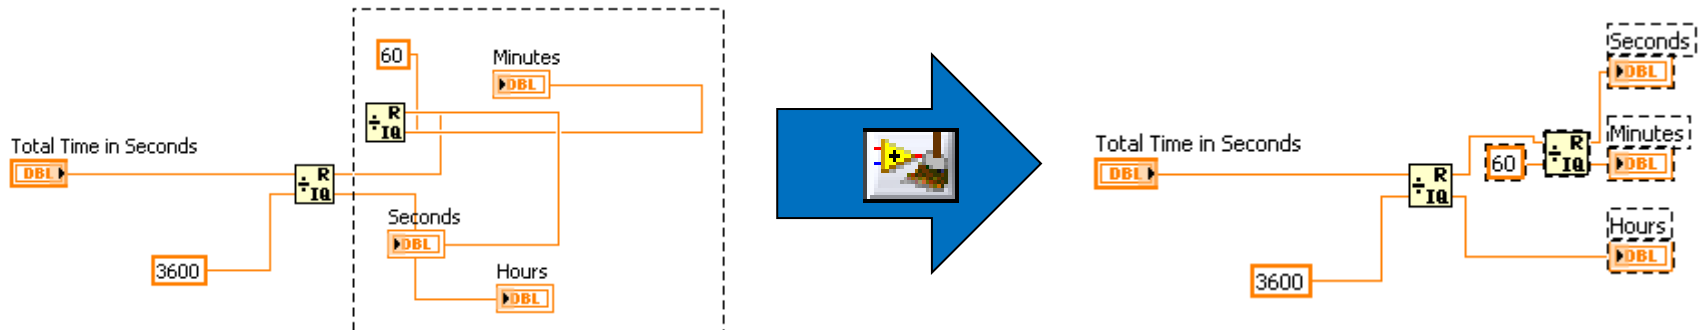 60
Minutes
DBL
÷ R
IQ
Total Time in Seconds
DBL
÷ R
IQ
Seconds
DBL
3600
Hours
DBL
+
Seconds
DBL
Total Time in Seconds
DBL
÷ R
IQ
60
÷ R
IQ
Minutes
DBL
Hours
DBL
3600